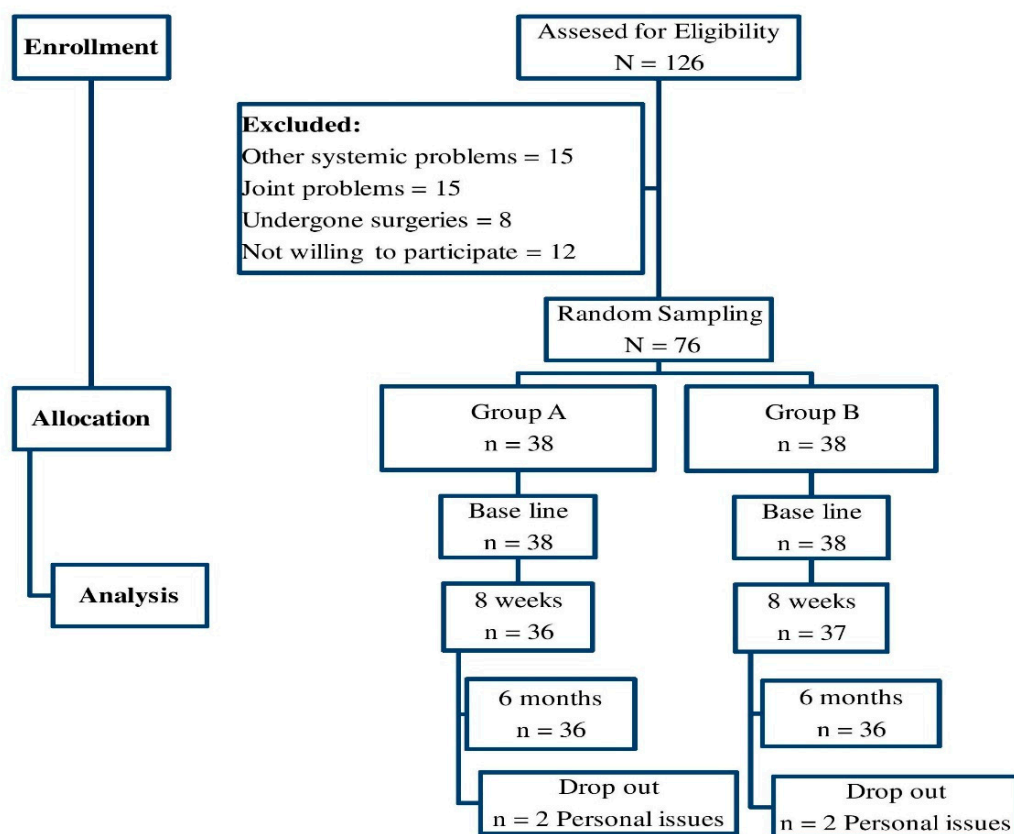 Enrollment
Assesed for Eligibility
N = 126
Excluded:
Other systemic problems = 15
Joint problems = 15
Undergone surgeries = 8
Not willing to participate = 12
Random Sampling
N = 76
Allocation
Group A
n = 38
Group B
n = 38
Base line
n = 38
Base line
n = 38
Analysis
8 weeks
n = 36
8 weeks
n = 37
6 months
n = 36
6 months
n = 36
Drop out
n = 2 Personal issues
Drop out
n = 2 Personal issues